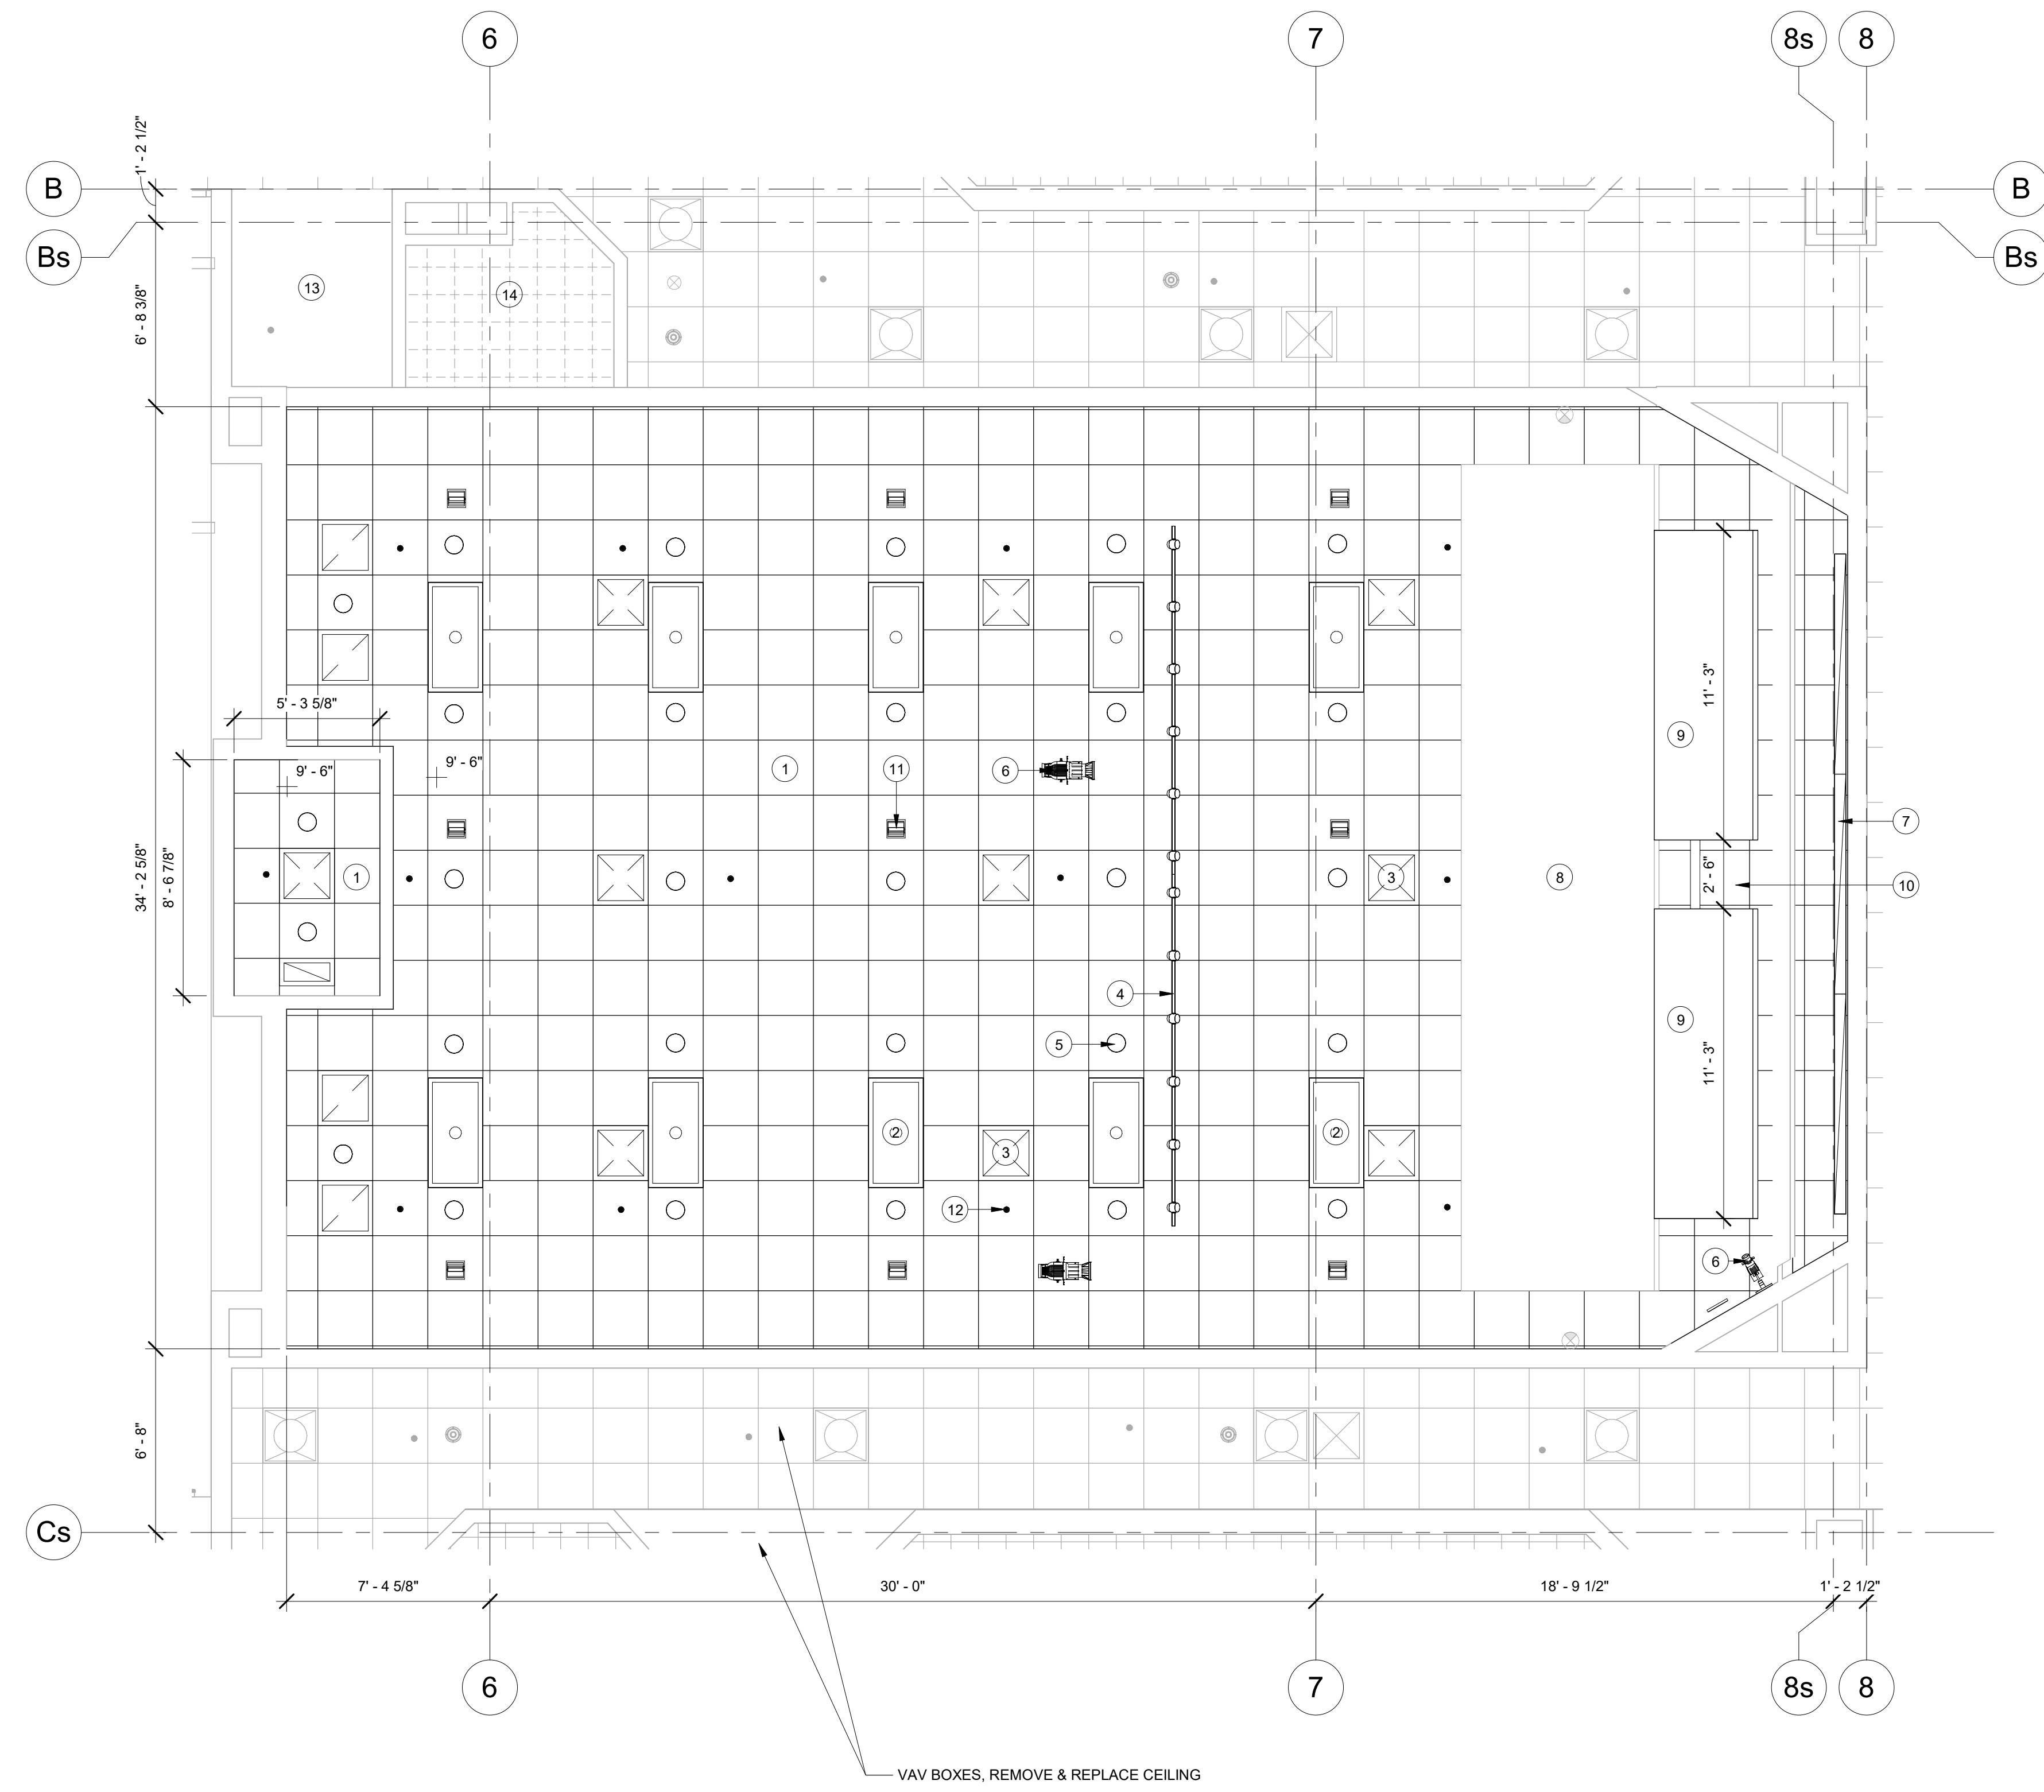 6
7
8s
8
1' - 2 1/2"
B
B
Bs
Bs
6' - 8 3/8"
13
14
5' - 3 5/8"
11' - 3"
9
9' - 6"
9' - 6"
1
11
6
7
34' - 2 5/8"
8' - 6 7/8"
1
3
8
2' - 6"
10
4
9
5
11' - 3"
2
2
3
12
6
6' - 8"
Cs
7' - 4 5/8"
30' - 0"
18' - 9 1/2"
1' - 2 1/2"
6
7
8s
8
VAV BOXES, REMOVE & REPLACE CEILING